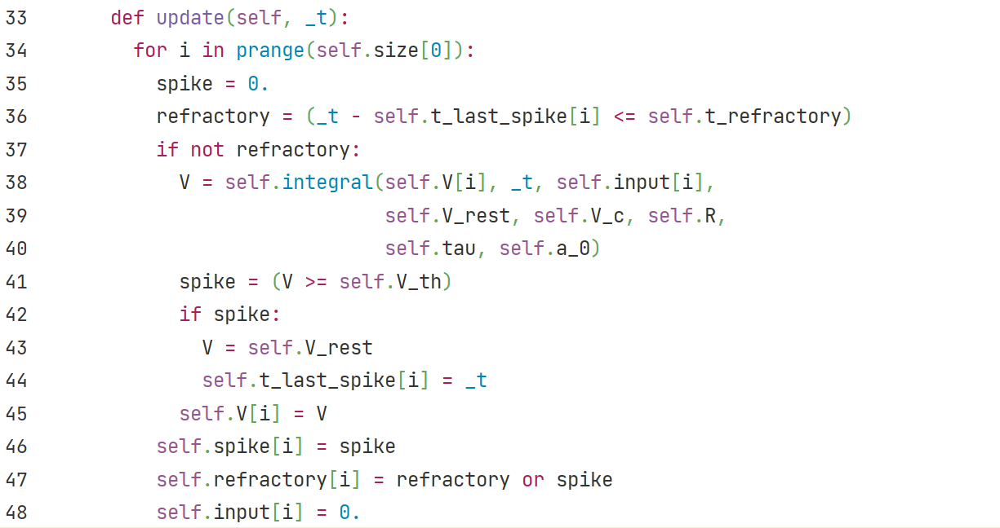 33 def update(self, _t):
34 for i in prange(self.size[0]):
35 spike = 0.
36 refractory = (_t - self.t_last_spike[i] <= self.t_refractory)
37 if not refractory:
38 V = self.integral(self.V[i], _t, self.input[i],
39 self.V_rest, self.V_c, self.R,
40 self.tau, self.a_0)
41 spike = (V >= self.V_th)
42 if spike:
43 V = self.V_rest
44 self.t_last_spike[i] = _t
45 self.V[i] = V
46 self.spike[i] = spike
47 self.refractory[i] = refractory or spike
48 self.input[i] = 0.